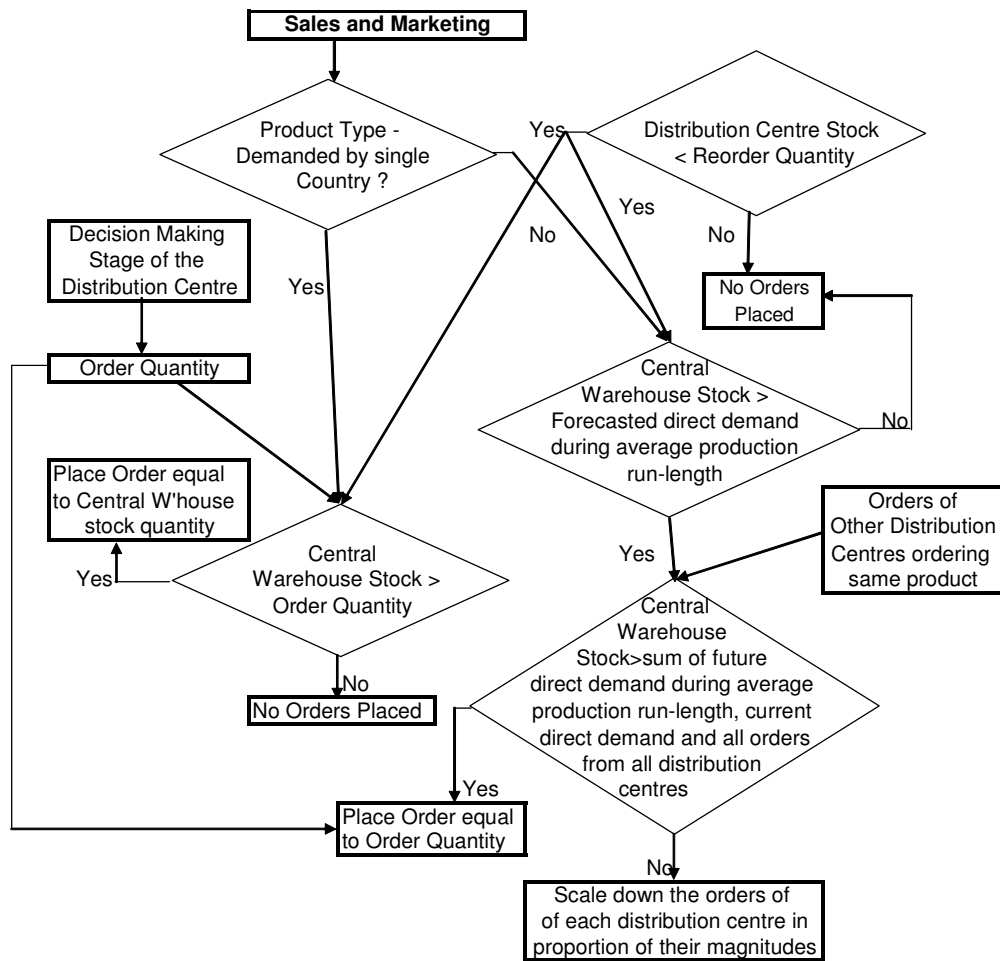 Sales and Marketing
Product Type -
Demanded by single
Country ?
Yes
Distribution Centre Stock
< Reorder Quantity
Yes
No
No
Yes
Decision Making
Stage of the
Distribution Centre
No Orders
Placed
Order Quantity
Central
Warehouse Stock >
Forecasted direct demand
during average production
run-length
No
Place Order equal
to Central W'house
stock quantity
Orders of
Other Distribution
Centres ordering
same product
Yes
Central
Warehouse Stock >
Order Quantity
Yes
No
No Orders Placed
Central
Warehouse
Stock>sum of future
direct demand during average
production run-length, current
direct demand and all orders
from all distribution
centres
Yes
Place Order equal
to Order Quantity
No
Scale down the orders of
of each distribution centre in
proportion of their magnitudes